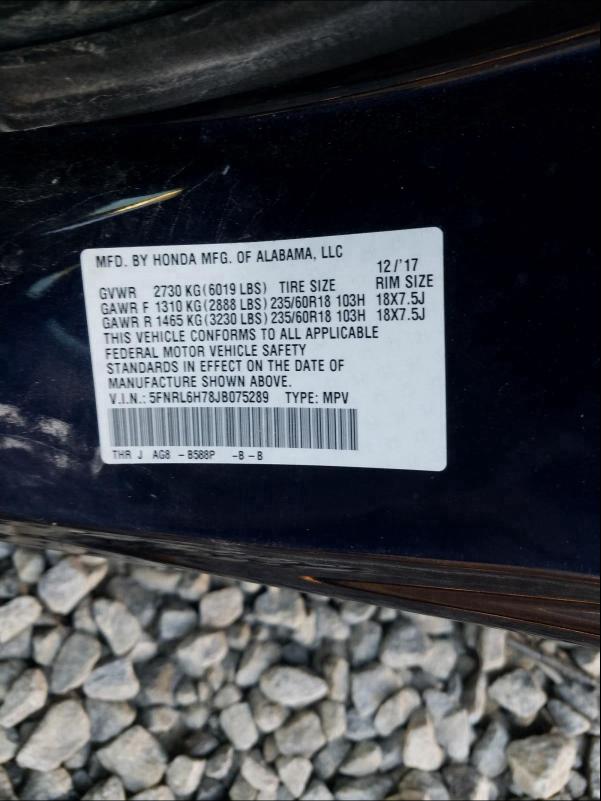 MFD. BY HONDA MFG. OF ALABAMA, LLC
12/'17
GVWR 2730 KG(6019 LBS) TIRE SIZE RIM SIZE
GAWR F 1310 KG(2888 LBS)235/60R18 103H 18X7.5J
GAWR R 1465 KG(3230 LBS)235/60R18 103H 18X7.5J
THIS VEHICLE CONFORMS TO ALL APPLICABLE
FEDERAL MOTOR VEHICLE SAFETY
STANDARDS IN EFFECT ON THE DATE OF
MANUFACTURE SHOWN ABOVE.
V.I.N.: 5FNRL6H78JB075289 TYPE: MPV
THR J AG8 -B588P -B-B